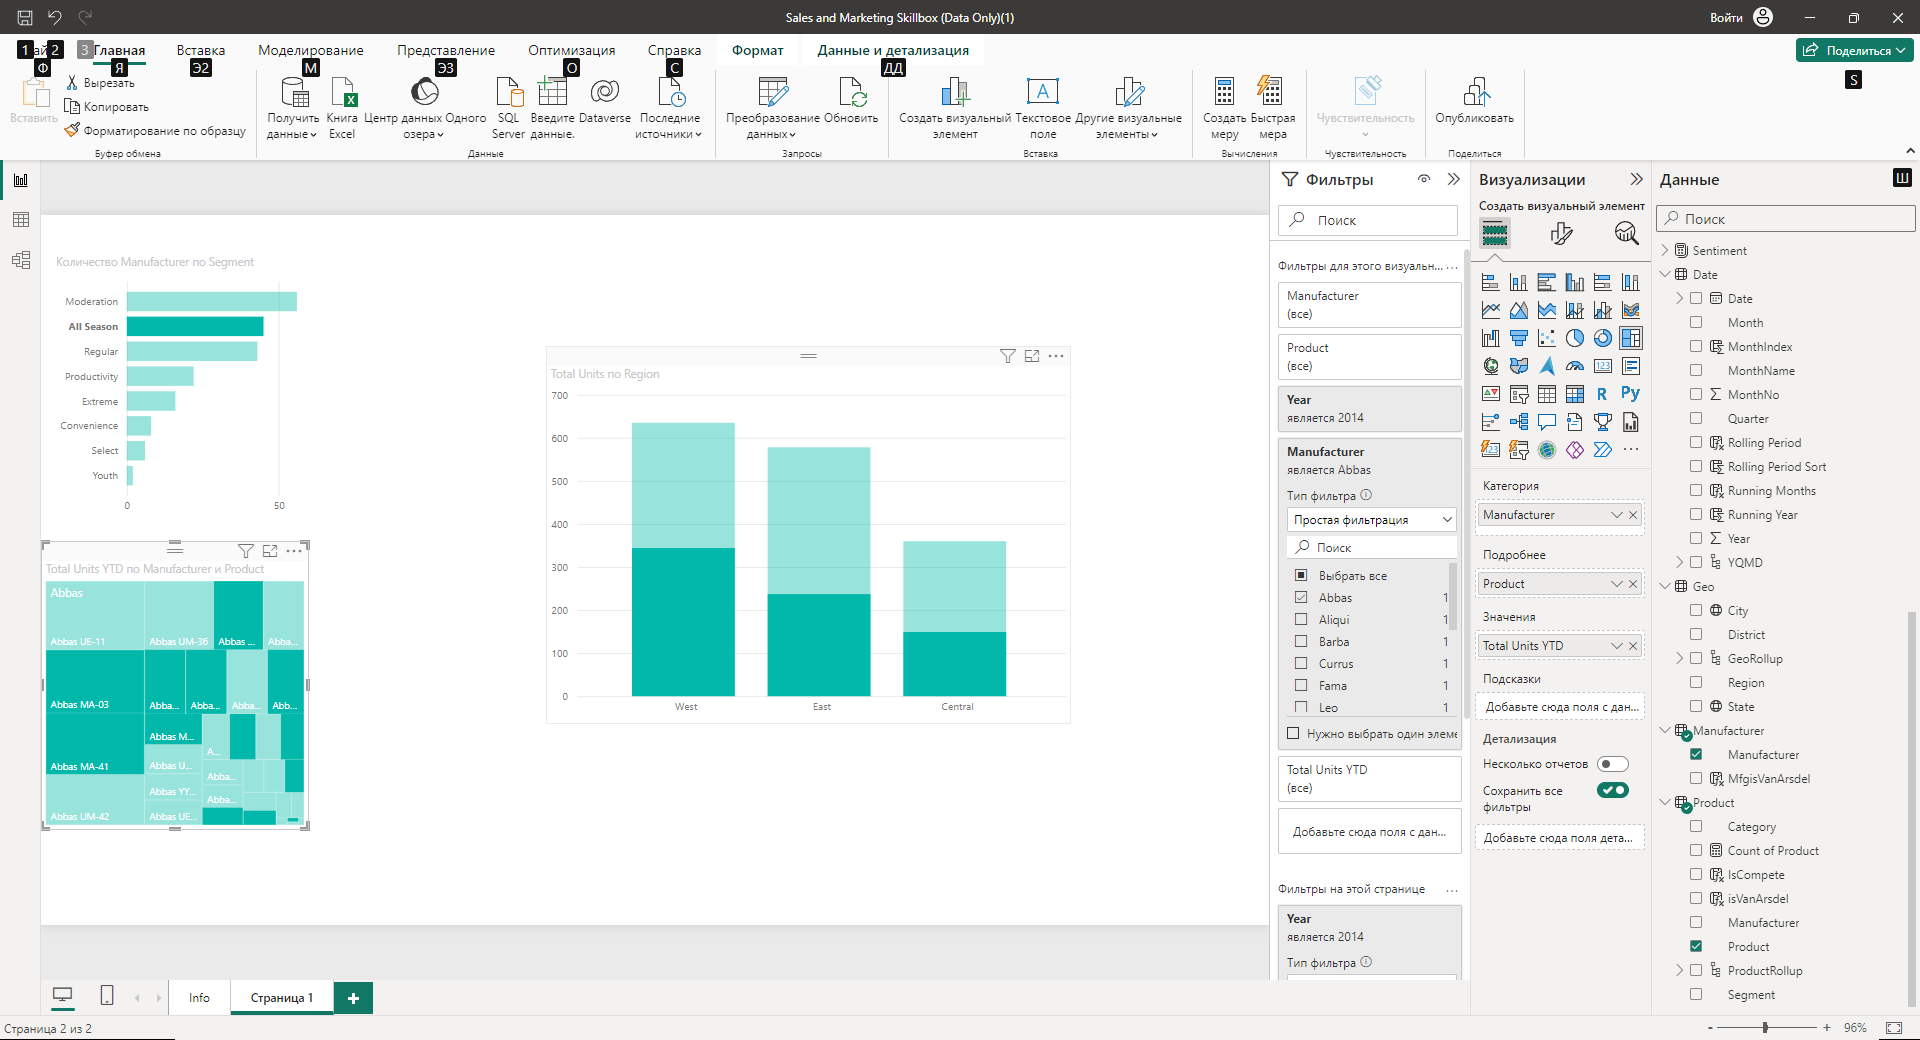 Sales and Marketing Skillbox (Data Only)(1)
Войти
1
2
3
Главная
Вставка
Моделирование
Представление
Оптимизация
Справка
Формат
Данные и детализация
Поделиться
Ф
Я
Э2
М
Э3
О
С
ДД
S
Вставить
Вырезать
Копировать
Форматирование по образцу
Буфер обмена
Получить данные
Книга Excel
Центр данных Одного озера
SQL Server
Введите данные.
Dataverse
Последние источники
Данные
Преобразование данных
Обновить
Запросы
Создать визуальный элемент
Текстовое поле
Другие визуальные элементы
Вставка
Создать меру
Быстрая мера
Вычисления
Чувствительность
Чувствительность
Опубликовать
Поделиться
Количество Manufacturer по Segment
Moderation
All Season
Regular
Productivity
Extreme
Convenience
Select
Youth
0
50
Total Units YTD по Manufacturer и Product
Abbas
Abbas UE-11
Abbas UM-36
Abbas ...
Abba...
Abbas MA-03
Abba...
Abba...
Abba...
Abb...
Abbas MA-41
Abbas M...
A...
Abbas U...
Abba...
Abbas YY...
Abba...
Abbas UM-42
Abbas UE...
Total Units по Region
700
600
500
400
300
200
100
0
West
East
Central
Фильтры
Поиск
Фильтры для этого визуальн...
Manufacturer
(все)
Product
(все)
Year
является 2014
Manufacturer
является Abbas
Тип фильтра
Простая фильтрация
Поиск
Выбрать все
Abbas 1
Aliqui 1
Barba 1
Currus 1
Fama 1
Leo 1
Нужно выбрать один элеме
Total Units YTD
(все)
Добавьте сюда поля с дан...
Фильтры на этой странице
Year
является 2014
Тип фильтра
Визуализации
Создать визуальный элемент
123
R
Py
123
Категория
Manufacturer
Подробнее
Product
Значения
Total Units YTD
Подсказки
Добавьте сюда поля с дан...
Детализация
Несколько отчетов
Сохранить все фильтры
Добавьте сюда поля дета...
Данные
Ш
Поиск
Sentiment
Date
Date
Month
MonthIndex
MonthName
MonthNo
Quarter
Rolling Period
Rolling Period Sort
Running Months
Running Year
Year
YQMD
Geo
City
District
GeoRollup
Region
State
Manufacturer
Manufacturer
MfgisVanArsdel
Product
Category
Count of Product
IsCompete
isVanArsdel
Manufacturer
Product
ProductRollup
Segment
Info
Страница 1
Страница 2 из 2
- + 96%